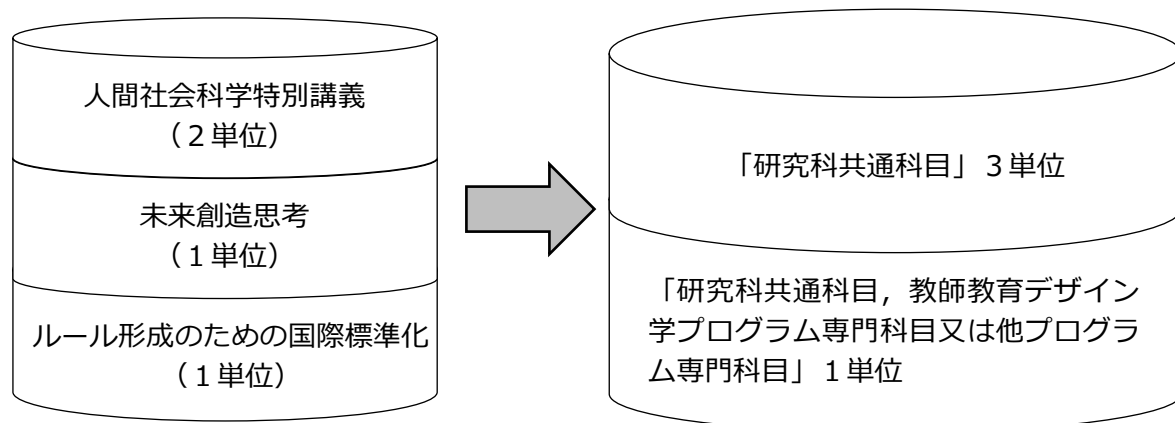 人間社会科学特別講義
（２単位）
未来創造思考
（１単位）
ルール形成のための国際標準化
（１単位）
「研究科共通科目」３単位
「研究科共通科目，教師教育デザイン
学プログラム専門科目又は他プログラ
ム専門科目」１単位